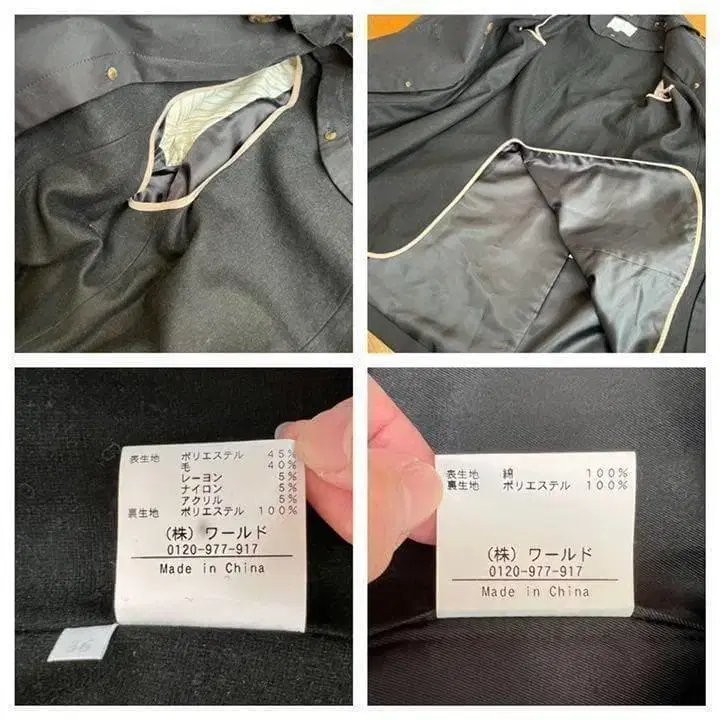 表生地 ポリエステル 45%
毛 40%
レーヨン 5%
ナイロン 5%
アクリル 5%
裏生地 ポリエステル 100%
(株) ワールド
0120-977-917
Made in China
36
表生地 綿 100%
裏生地 ポリエステル 100%
(株) ワールド
0120-977-917
Made in China